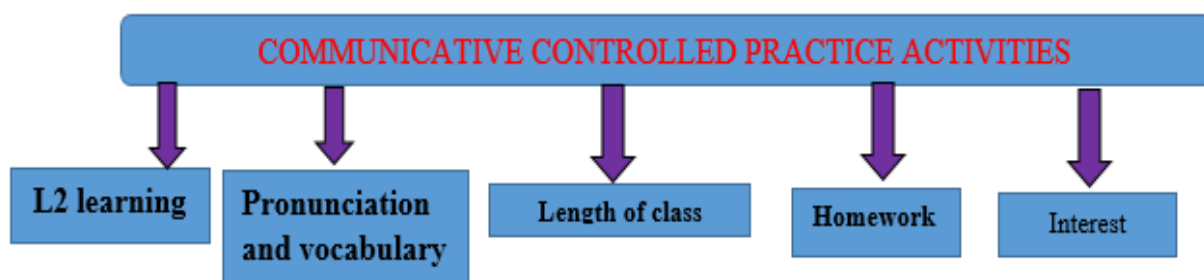 COMMUNICATIVE CONTROLLED PRACTICE ACTIVITIES
L2 learning
Pronunciation
and vocabulary
Length of class
Homework
Interest